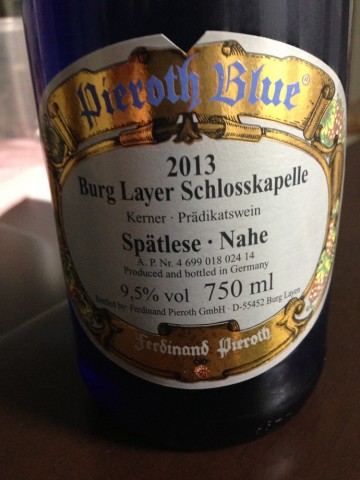 Pieroth Blue®
2013
Burg Layer Schlosskapelle
Kerner · Prädikatswein
Spätlese · Nahe
A. P. Nr. 4 699 018 024 14
Produced and bottled in Germany
9,5% vol 750 ml
Bottled by: Ferdinand Pieroth GmbH · D-55452 Burg Layen
Ferdinand Pieroth